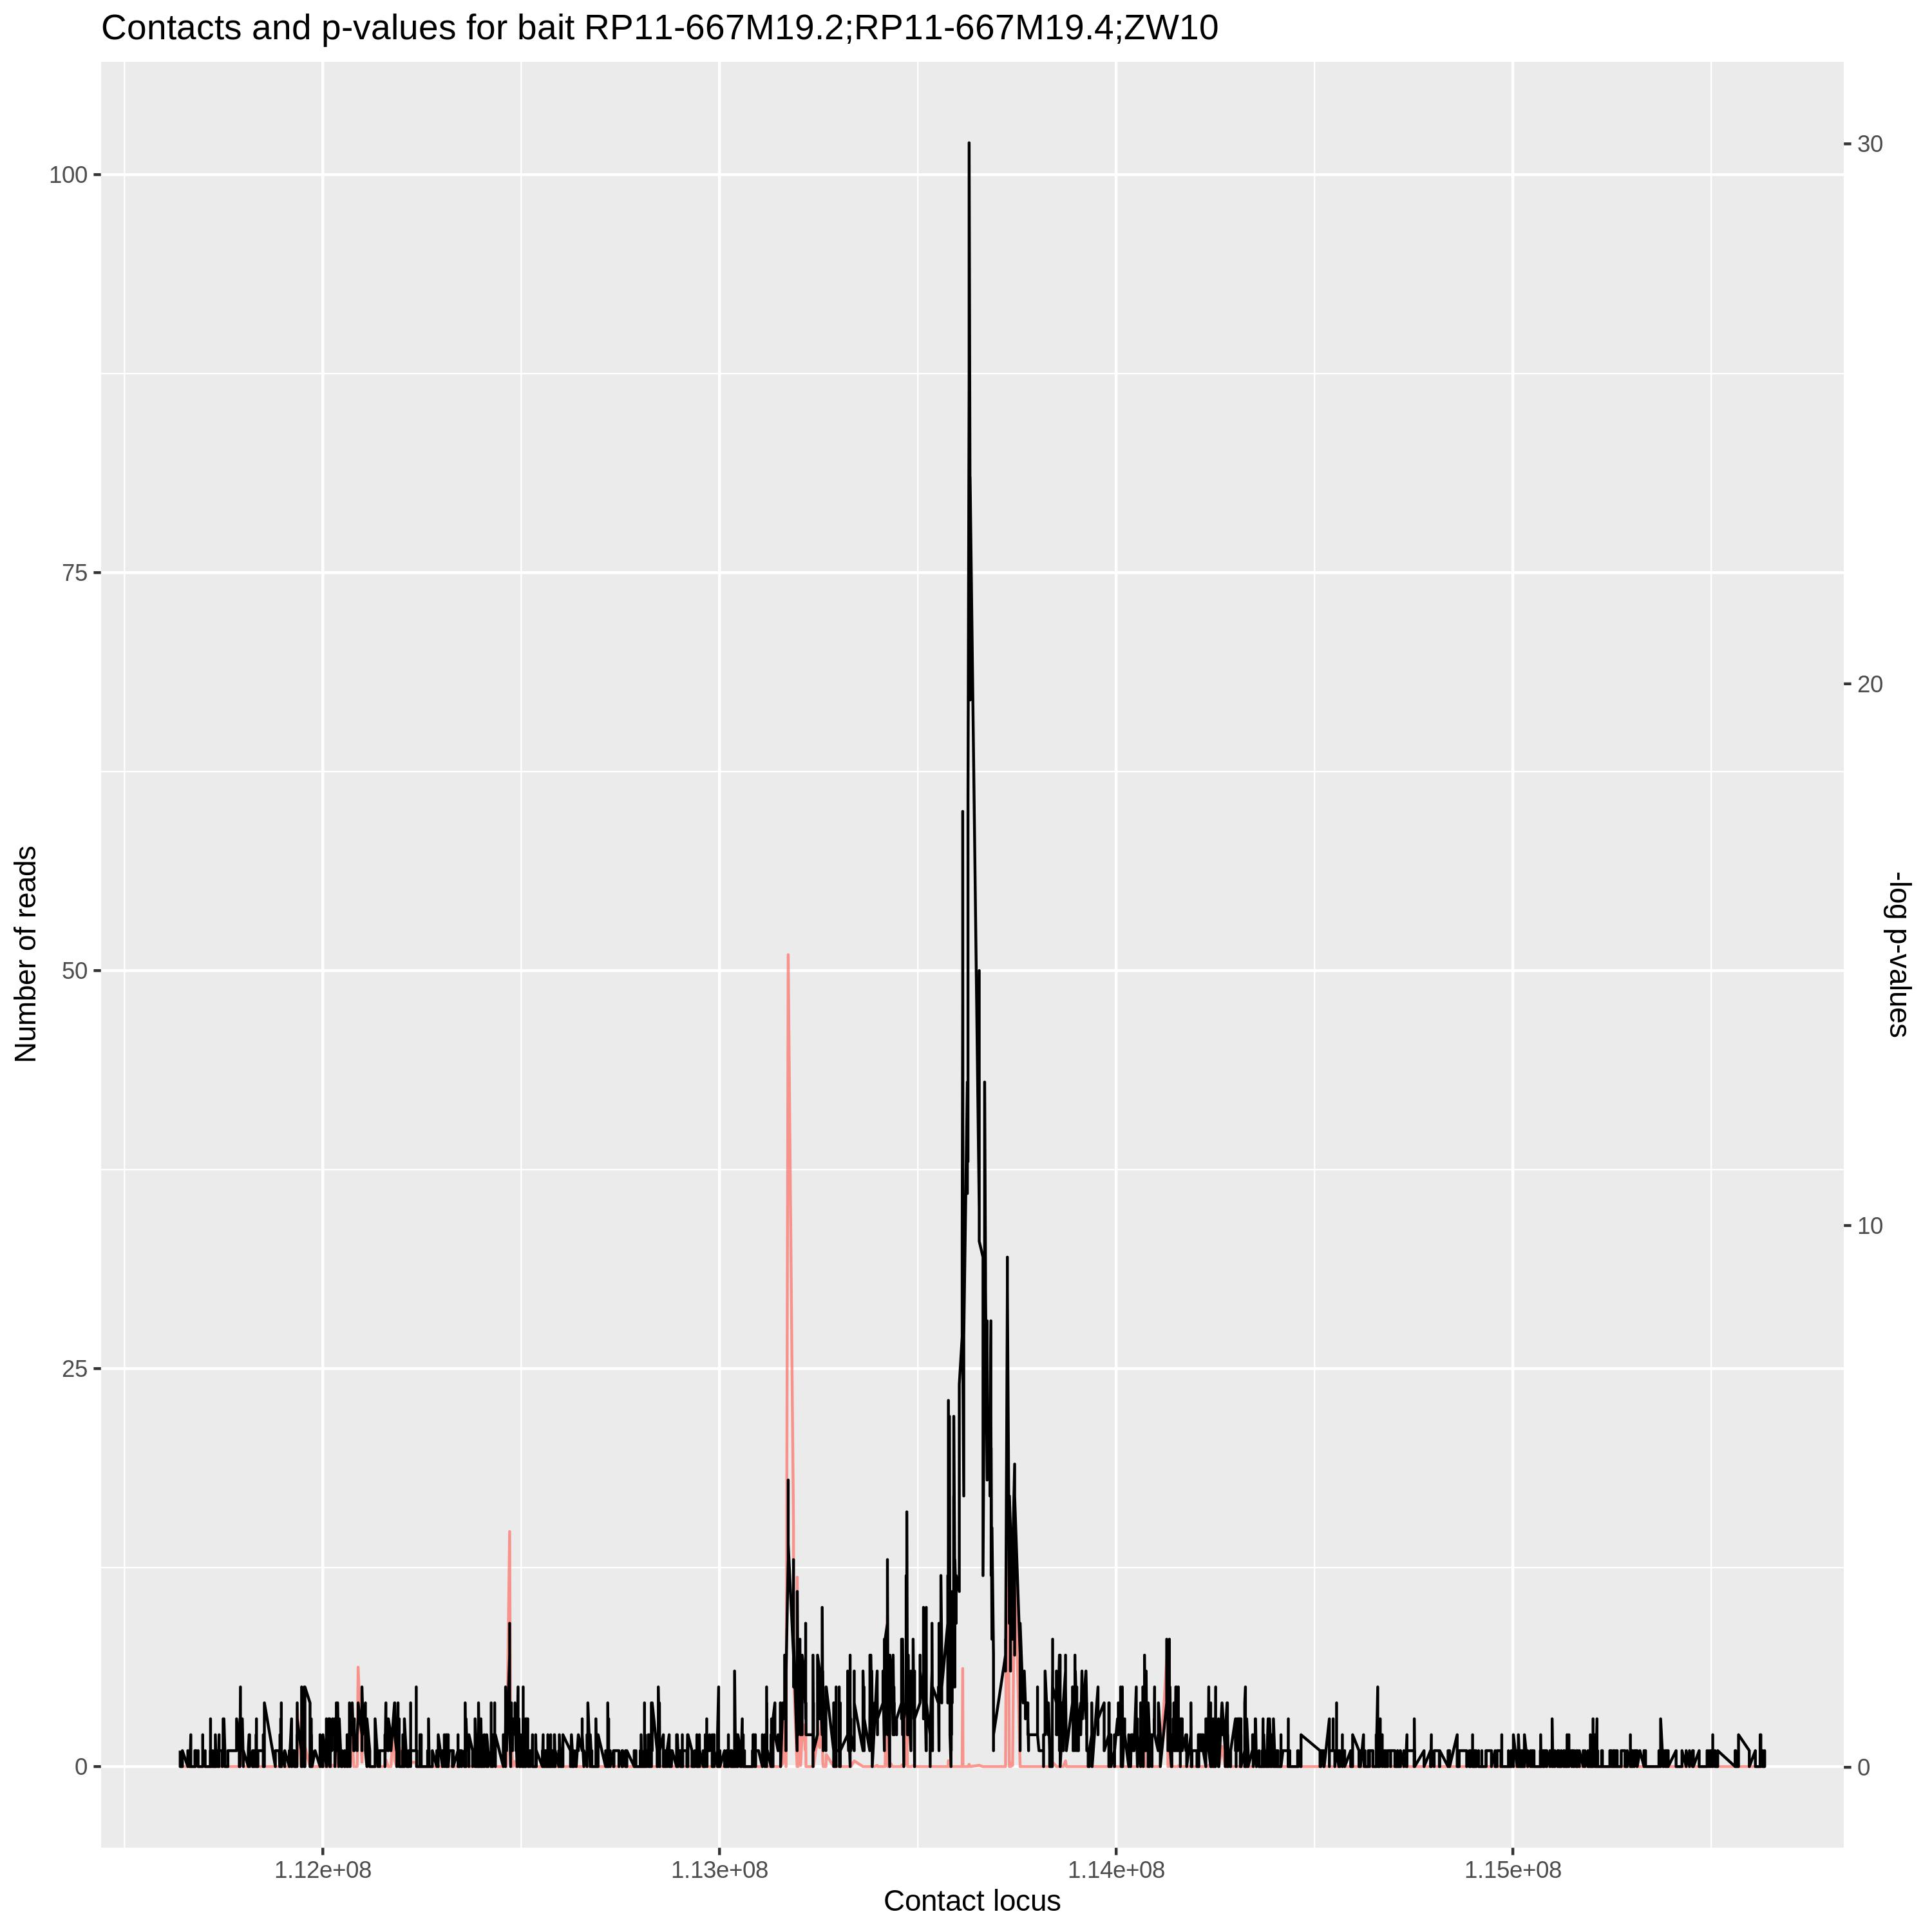 Contacts and p-values for bait RP11-667M19.2;RP11-667M19.4;ZW10
100
75
50
25
0
Number of reads
30
20
10
0
-log p-values
1.12e+08
1.13e+08
1.14e+08
1.15e+08
Contact locus